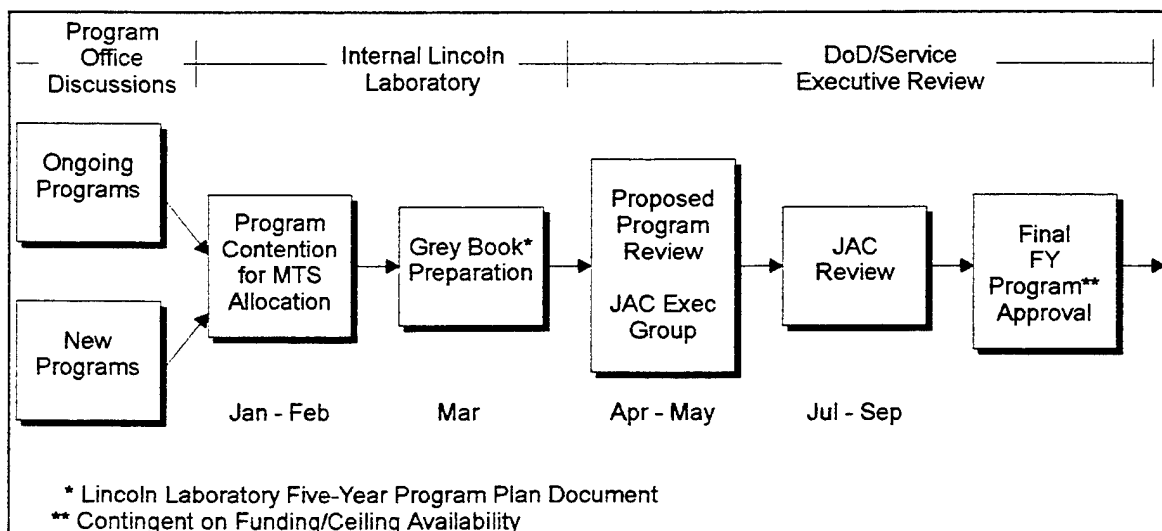 Program
Office
Discussions
Internal Lincoln
Laboratory
DoD/Service
Executive Review
Ongoing
Programs
New
Programs
Program
Contention
for MTS
Allocation
Grey Book*
Preparation
Proposed
Program
Review
JAC Exec
Group
JAC
Review
Final
FY
Program**
Approval
Jan - Feb
Mar
Apr - May
Jul - Sep
* Lincoln Laboratory Five-Year Program Plan Document
** Contingent on Funding/Ceiling Availability